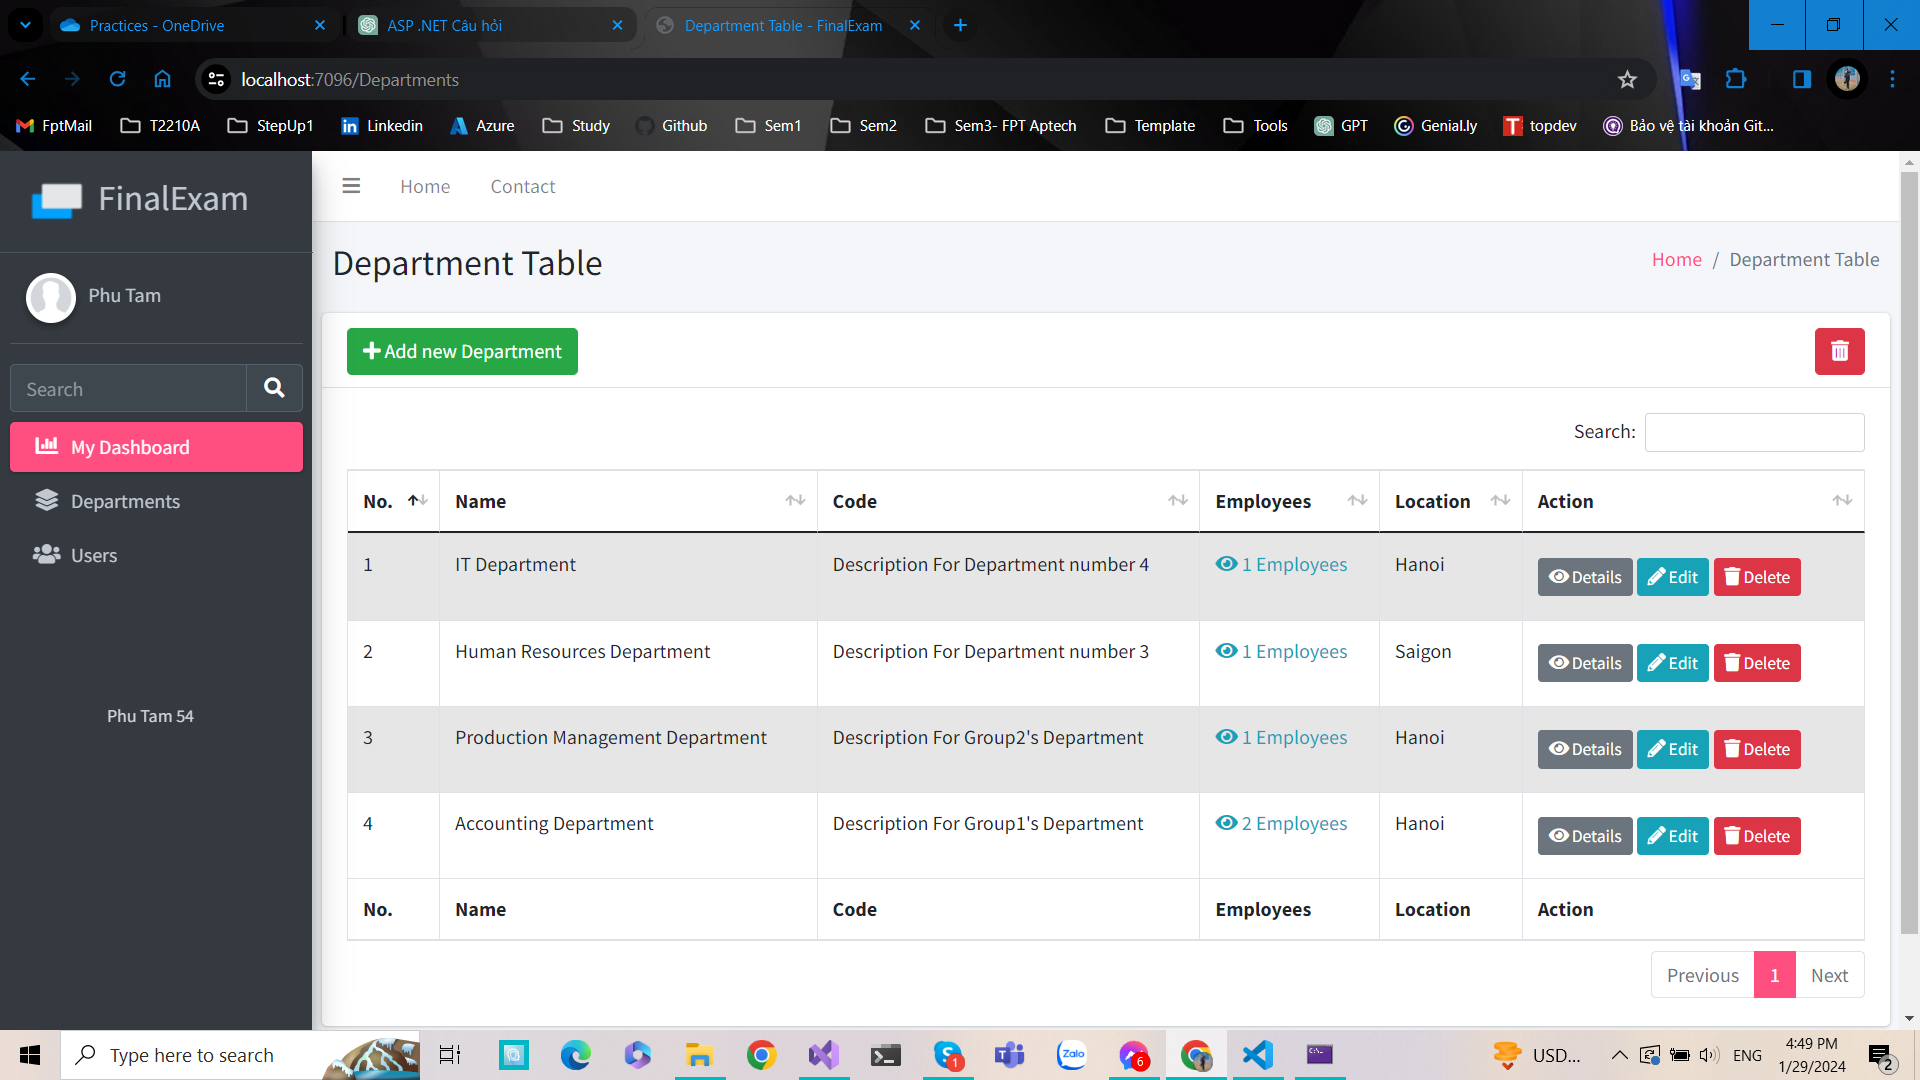 Practices - OneDrive
ASP .NET Câu hỏi
Department Table - FinalExam
localhost:7096/Departments
FptMail
T2210A
StepUp1
Linkedin
Azure
Study
Github
Sem1
Sem2
Sem3- FPT Aptech
Template
Tools
GPT
Genial.ly
topdev
Bảo vệ tài khoản Git...
FinalExam
Home
Contact
Department Table
Home / Department Table
Phu Tam
Add new Department
Search
Search:
My Dashboard
Departments
Users
Phu Tam 54
No. Name Code Employees Location Action
1 IT Department Description For Department number 4 1 Employees Hanoi Details Edit Delete
2 Human Resources Department Description For Department number 3 1 Employees Saigon Details Edit Delete
3 Production Management Department Description For Group2's Department 1 Employees Hanoi Details Edit Delete
4 Accounting Department Description For Group1's Department 2 Employees Hanoi Details Edit Delete
No. Name Code Employees Location Action
Previous 1 Next
Type here to search
1
Zalo
6
USD...
ENG
4:49 PM
1/29/2024
2